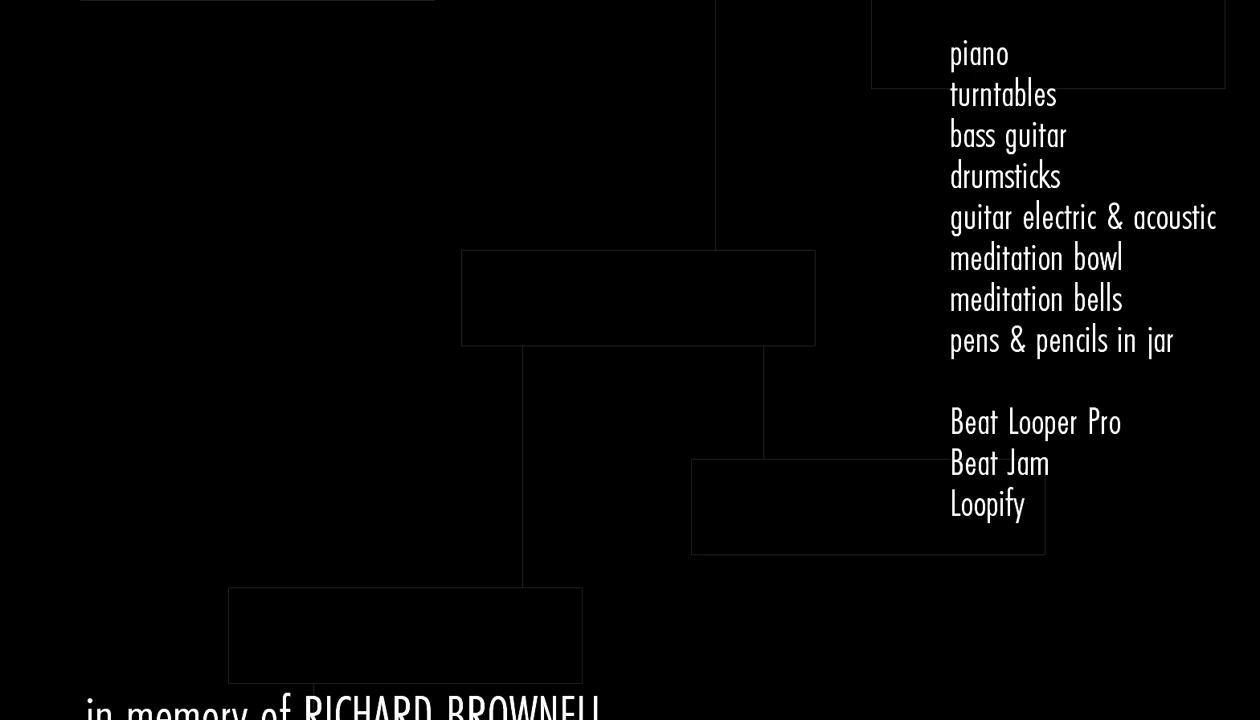 piano
turntables
bass guitar
drumsticks
guitar electric & acoustic
meditation bowl
meditation bells
pens & pencils in jar
Beat Looper Pro
Beat Jam
Loopify
in memory of RICHARD BROWNELL